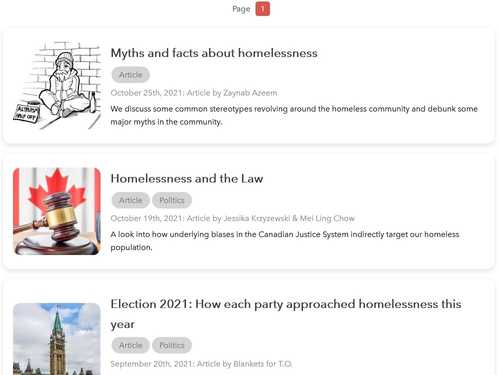 Page 1
Myths and facts about homelessness
Article
October 25th, 2021: Article by Zaynab Azeem
We discuss some common stereotypes revolving around the homeless community and debunk some
major myths in the community.
Homelessness and the Law
Article Politics
October 19th, 2021: Article by Jessika Krzyzewski & Mei Ling Chow
A look into how underlying biases in the Canadian Justice System indirectly target our homeless
population.
Election 2021: How each party approached homelessness this
year
Article Politics
September 20th, 2021: Article by Blankets for T.O.